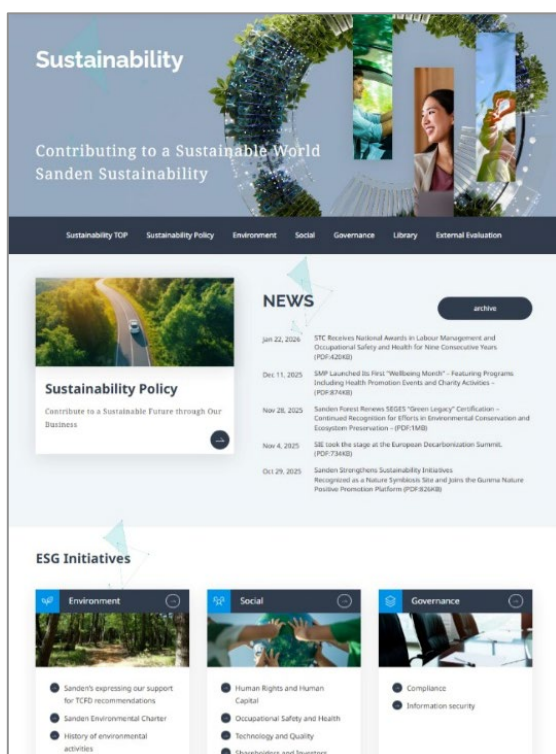 Sustainability
Contributing to a Sustainable World
Sanden Sustainability
Sustainability TOP Sustainability Policy Environment Social Governance Library External Evaluation
Sustainability Policy
Contribute to a Sustainable Future through Our
Business
NEWS
archive
Jan 22, 2026 STC Receives National Awards in Labour Management and
Occupational Safety and Health for Nine Consecutive Years
(PDF:420KB)
Dec 11, 2025 SMP Launched Its First "Wellbeing Month" – Featuring Programs
Including Health Promotion Events and Charity Activities –
(PDF:874KB)
Nov 28, 2025 Sanden Forest Renews SEGES "Green Legacy" Certification –
Continued Recognition for Efforts in Environmental Conservation and
Ecosystem Preservation – (PDF:1MB)
Nov 4, 2025 SIE took the stage at the European Decarbonization Summit.
(PDF:734KB)
Oct 29, 2025 Sanden Strengthens Sustainability Initiatives
Recognized as a Nature Symbiosis Site and Joins the Gunma Nature
Positive Promotion Platform (PDF:826KB)
ESG Initiatives
Environment
Sanden's expressing our support
for TCFD recommendations
Sanden Environmental Charter
History of environmental
activities
Social
Human Rights and Human
Capital
Occupational Safety and Health
Technology and Quality
Shareholders and Investors
Governance
Compliance
Information security